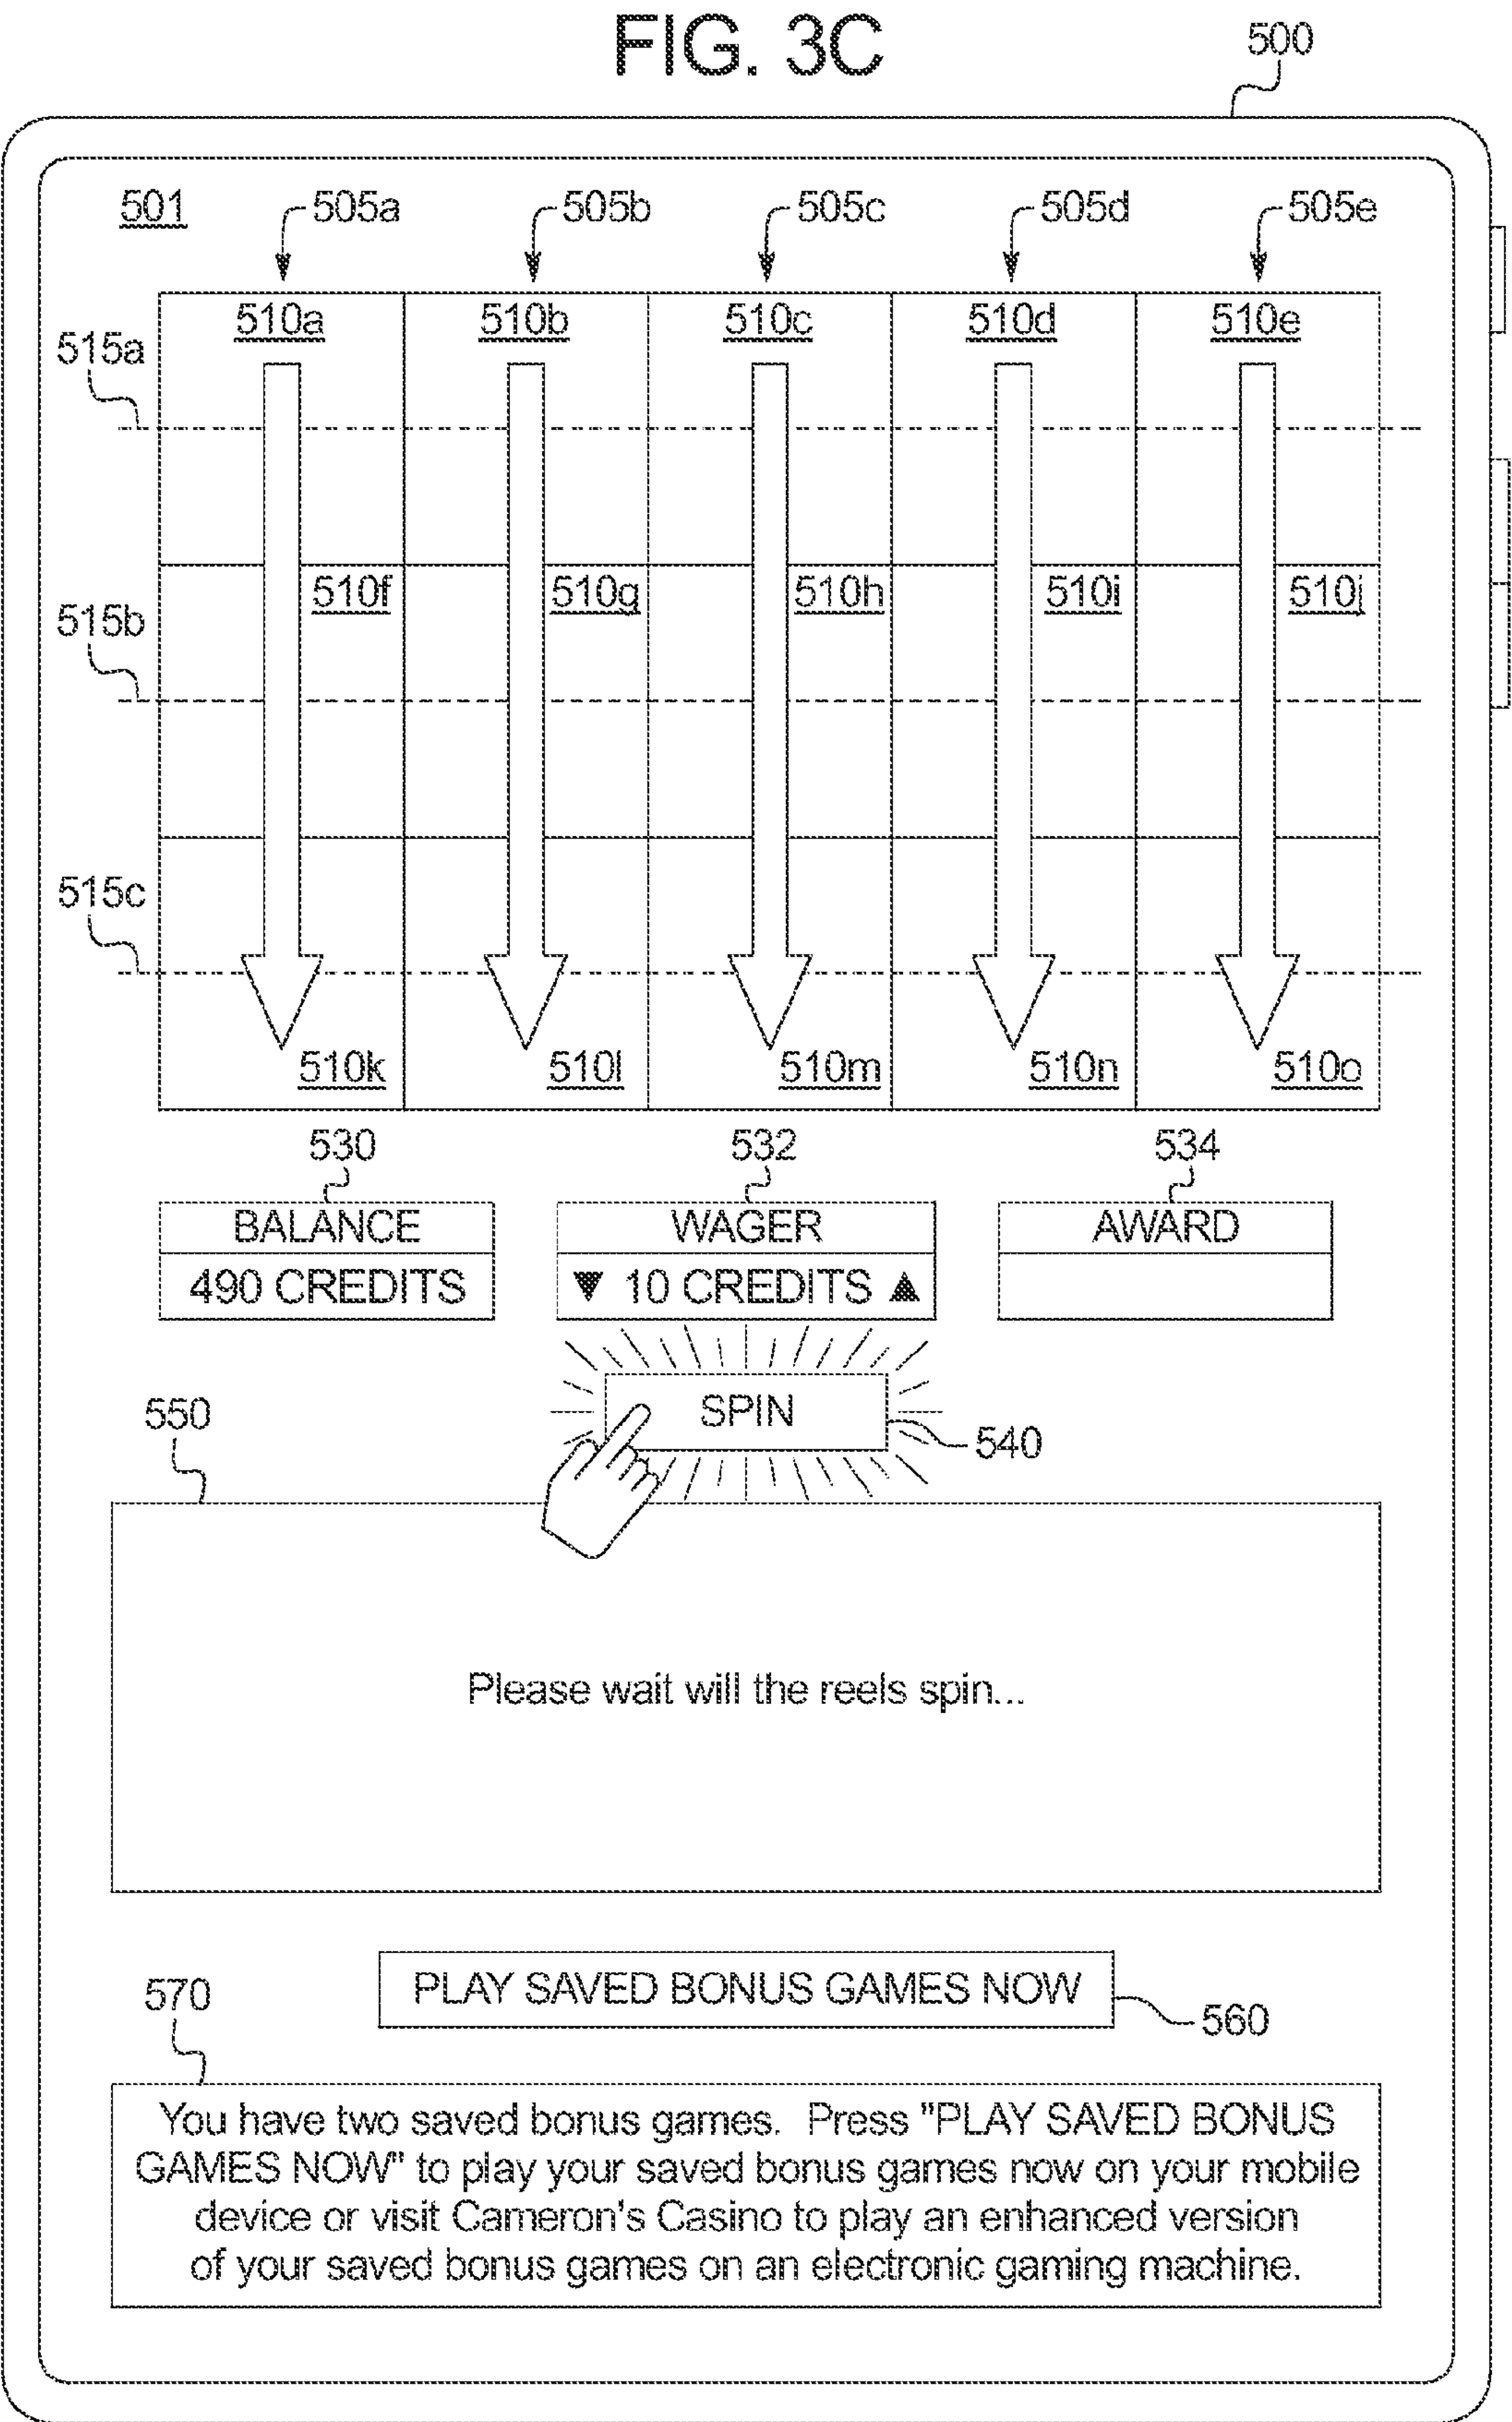 FIG. 3C
500
501 505a 505b 505c 505d 505e
510a 510b 510c 510d 510e
515a
510f 510g 510h 510i 510j
515b
515c
510k 510l 510m 510n 510o
530 532 534
BALANCE WAGER AWARD
490 CREDITS ▼ 10 CREDITS ▲
SPIN
550 540
Please wait will the reels spin...
PLAY SAVED BONUS GAMES NOW
570 560
You have two saved bonus games. Press "PLAY SAVED BONUS
GAMES NOW" to play your saved bonus games now on your mobile
device or visit Cameron's Casino to play an enhanced version
of your saved bonus games on an electronic gaming machine.